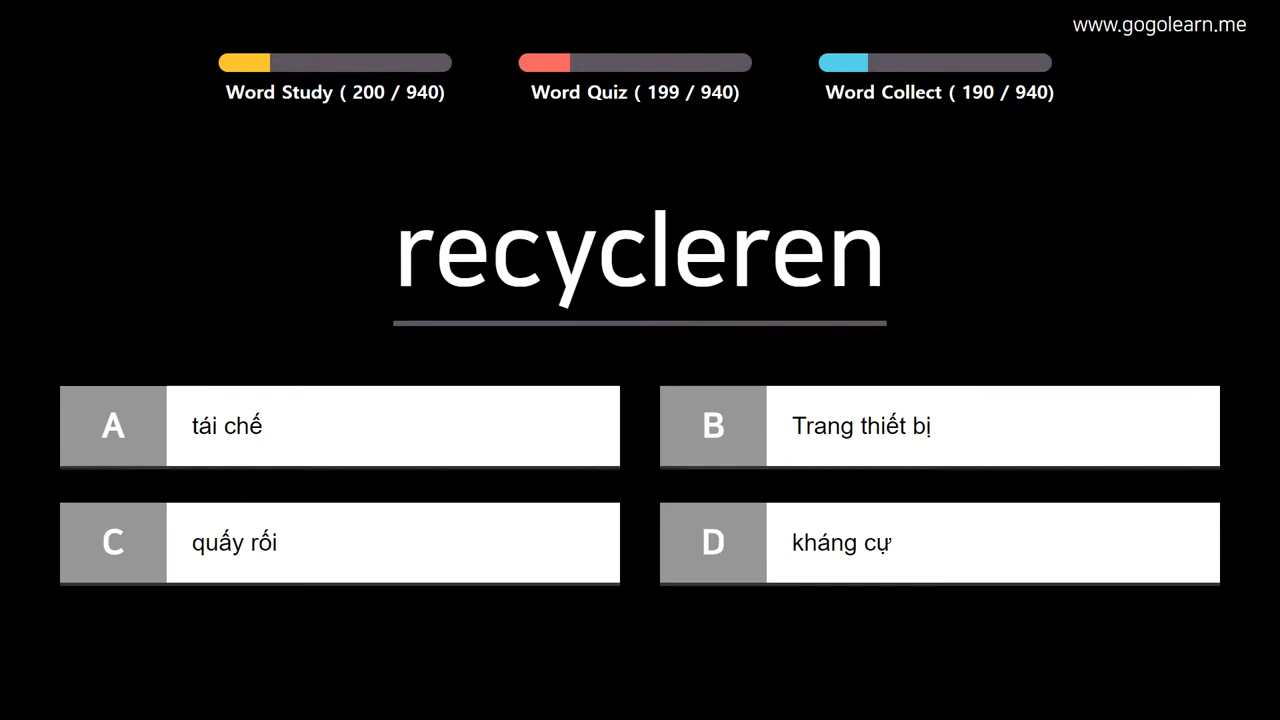 www.gogolearn.me
Word Study ( 200 / 940)
Word Quiz ( 199 / 940)
Word Collect ( 190 / 940)
recycleren
A tái chế
B Trang thiết bị
C quấy rối
D kháng cự